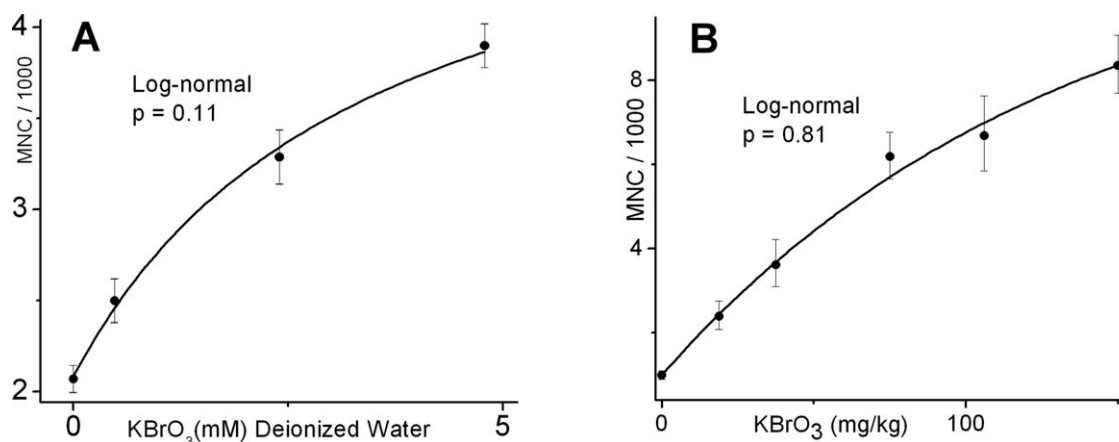 4
A
Log-normal
p = 0.11
MNC / 1000
3
2
0
5
KBrO3(mM) Deionized Water
B
8
Log-normal
p = 0.81
MNC / 1000
4
0
100
KBrO3 (mg/kg)